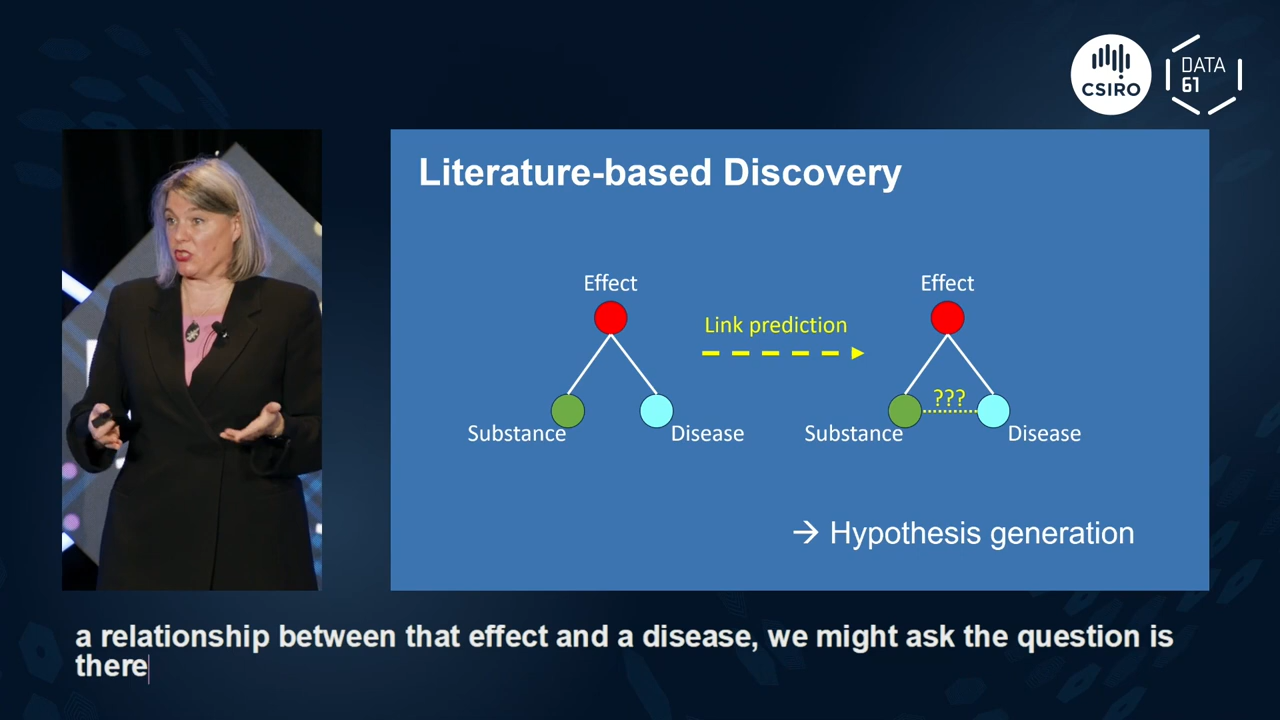 CSIRO
DATA
61
Literature-based Discovery
Effect
Effect
Link prediction
???
Substance
Disease
Substance
Disease
→ Hypothesis generation
a relationship between that effect and a disease, we might ask the question is
there